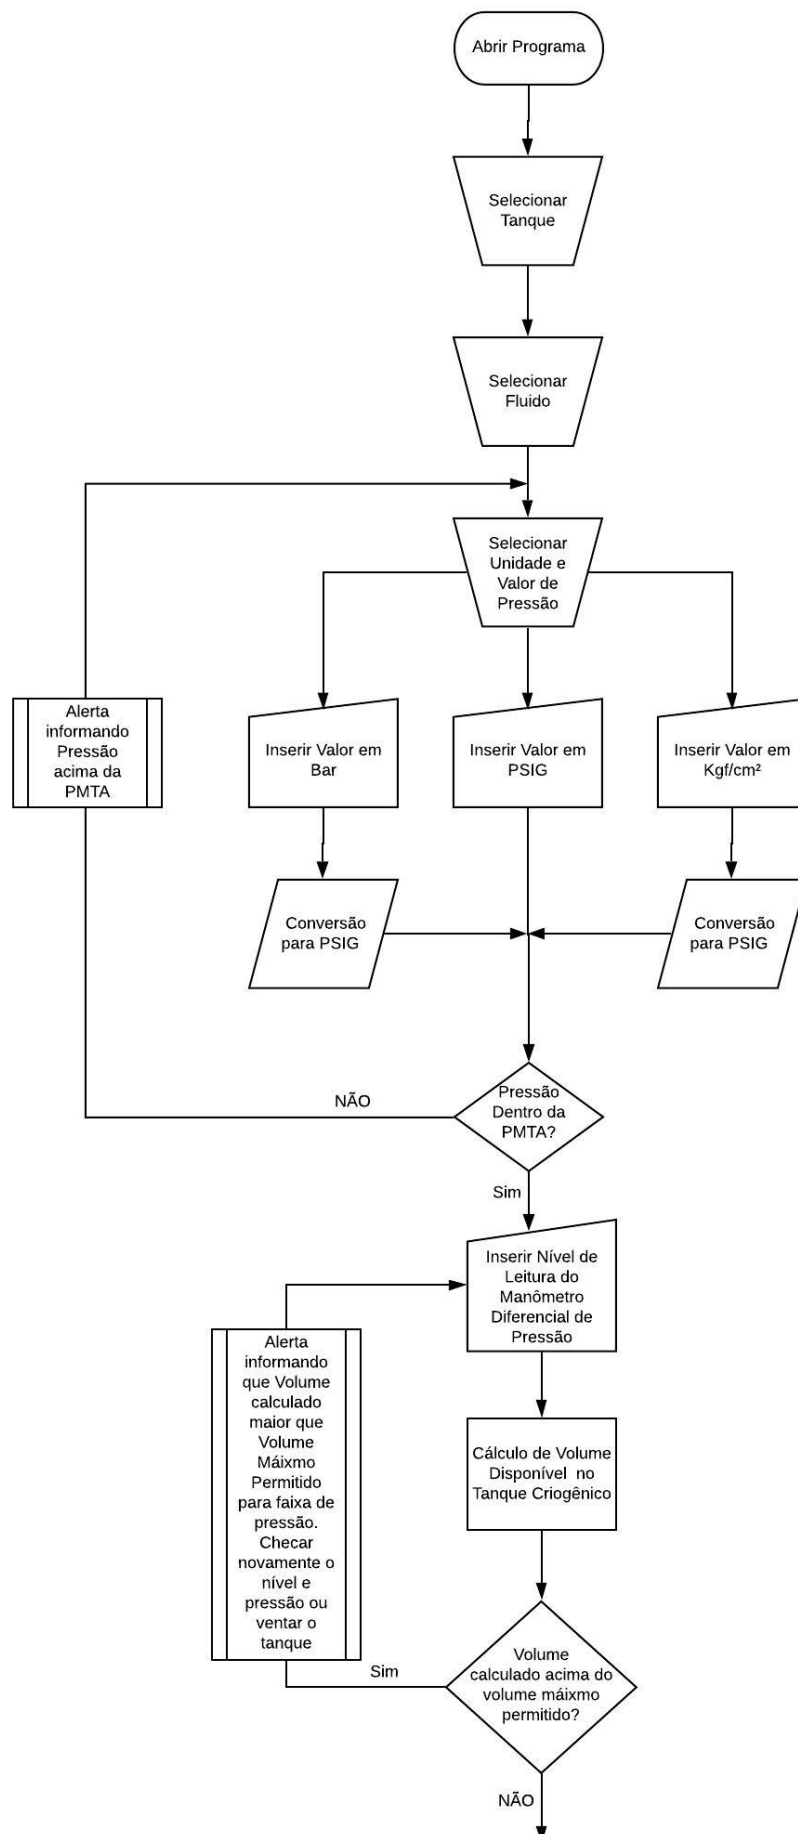 Abrir Programa
Selecionar
Tanque
Selecionar
Fluido
Selecionar
Unidade e
Valor de
Pressão
Alerta
informando
Pressão
acima da
PMTA
Inserir Valor em
Bar
Inserir Valor em
PSIG
Inserir Valor em
Kgf/cm²
Conversão
para PSIG
Conversão
para PSIG
Pressão
Dentro da
PMTA?
NÃO
Sim
Inserir Nível de
Leitura do
Manômetro
Diferencial de
Pressão
Alerta
informando
que Volume
calculado
maior que
Volume
Máixmo
Permitido
para faixa de
pressão.
Checar
novamente o
nível e
pressão ou
ventar o
tanque
Cálculo de Volume
Disponível no
Tanque Criogênico
Volume
calculado acima do
volume máixmo
permitido?
Sim
NÃO